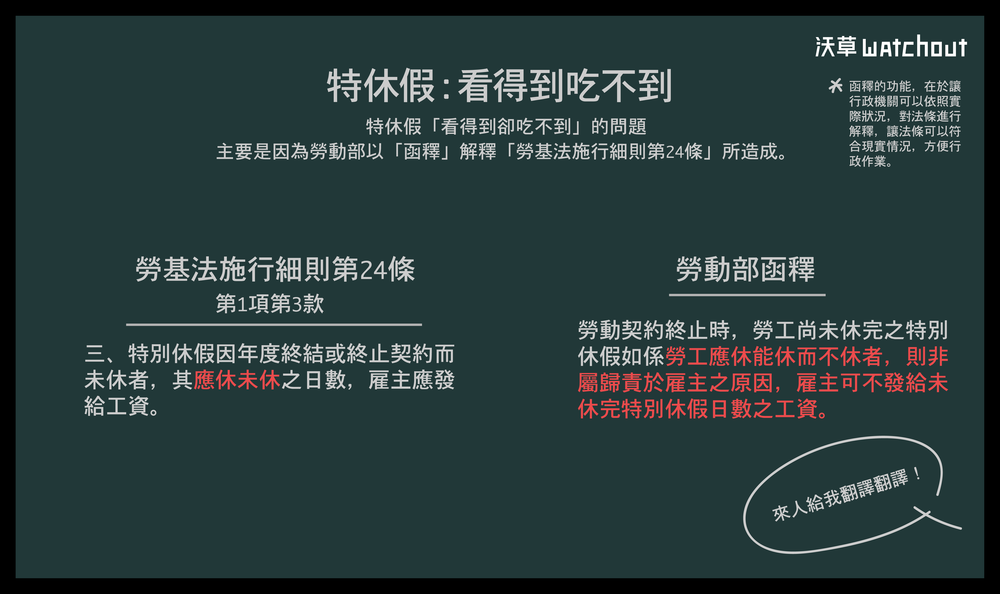 沃草 watchout
特休假：看得到吃不到
特休假「看得到卻吃不到」的問題
主要是因為勞動部以「函釋」解釋「勞基法施行細則第24條」所造成。
函釋的功能，在於讓
行政機關可以依照實
際狀況，對法條進行
解釋，讓法條可以符
合現實情況，方便行
政作業。
勞基法施行細則第24條
第1項第3款
三、特別休假因年度終結或終止契約而
未休者，其應休未休之日數，雇主應發
給工資。
勞動部函釋
勞動契約終止時，勞工尚未休完之特別
休假如係勞工應休能休而不休者，則非
屬歸責於雇主之原因，雇主可不發給未
休完特別休假日數之工資。
來人給我翻譯翻譯！